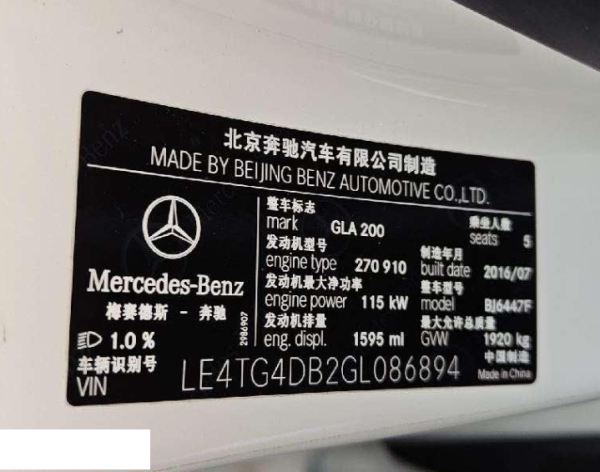 北京奔驰汽车有限公司制造
MADE BY BEIJING BENZ AUTOMOTIVE CO.,LTD.
整车标志 乘坐人数
mark GLA 200 seats 5
发动机型号 制造年月
engine type 270 910 built date 2016/07
发动机最大净功率 整车型号
engine power 115 kW model BJ6447F
发动机排量 最大允许总质量
eng. displ. 1595 ml GVW 1920 kg
中国制造
Made in China
Mercedes-Benz
梅赛德斯-奔驰
1.0 %
2986907
车辆识别号
VIN LE4TG4DB2GL086894